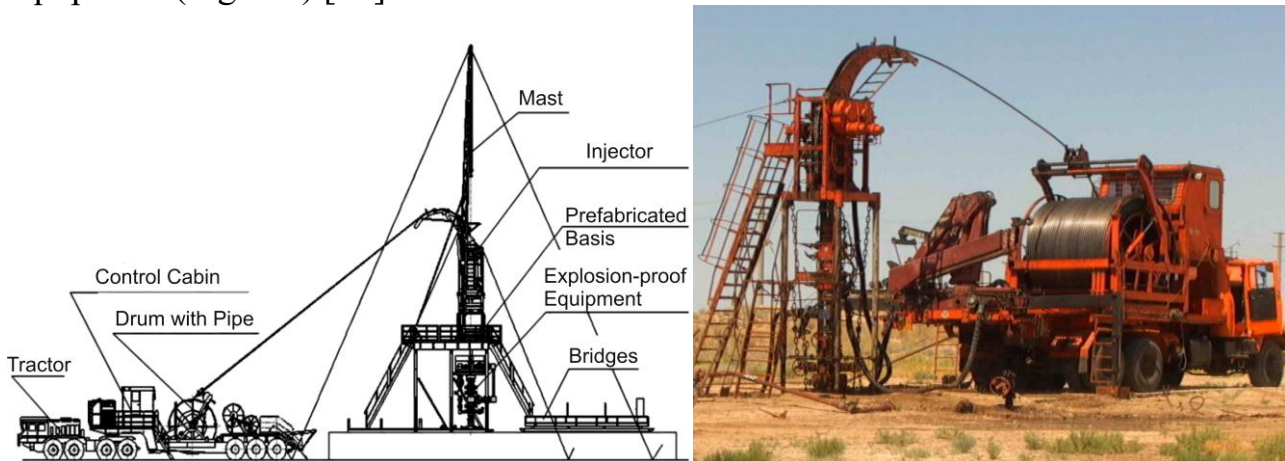 Mast
Injector
Prefabricated
Basis
Control Cabin
Explosion-proof
Equipment
Drum with Pipe
Tractor
Bridges